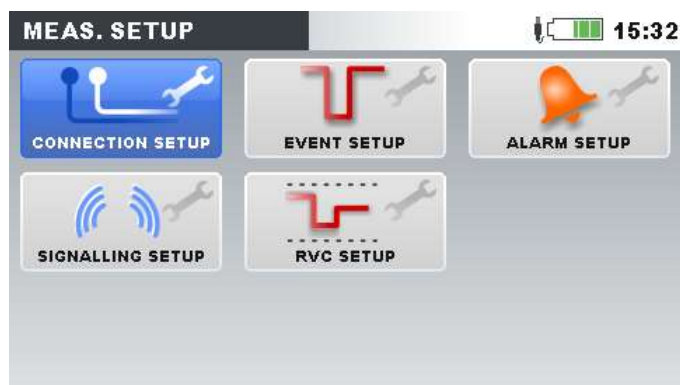 MEAS. SETUP 15:32
CONNECTION SETUP EVENT SETUP ALARM SETUP
SIGNALLING SETUP RVC SETUP